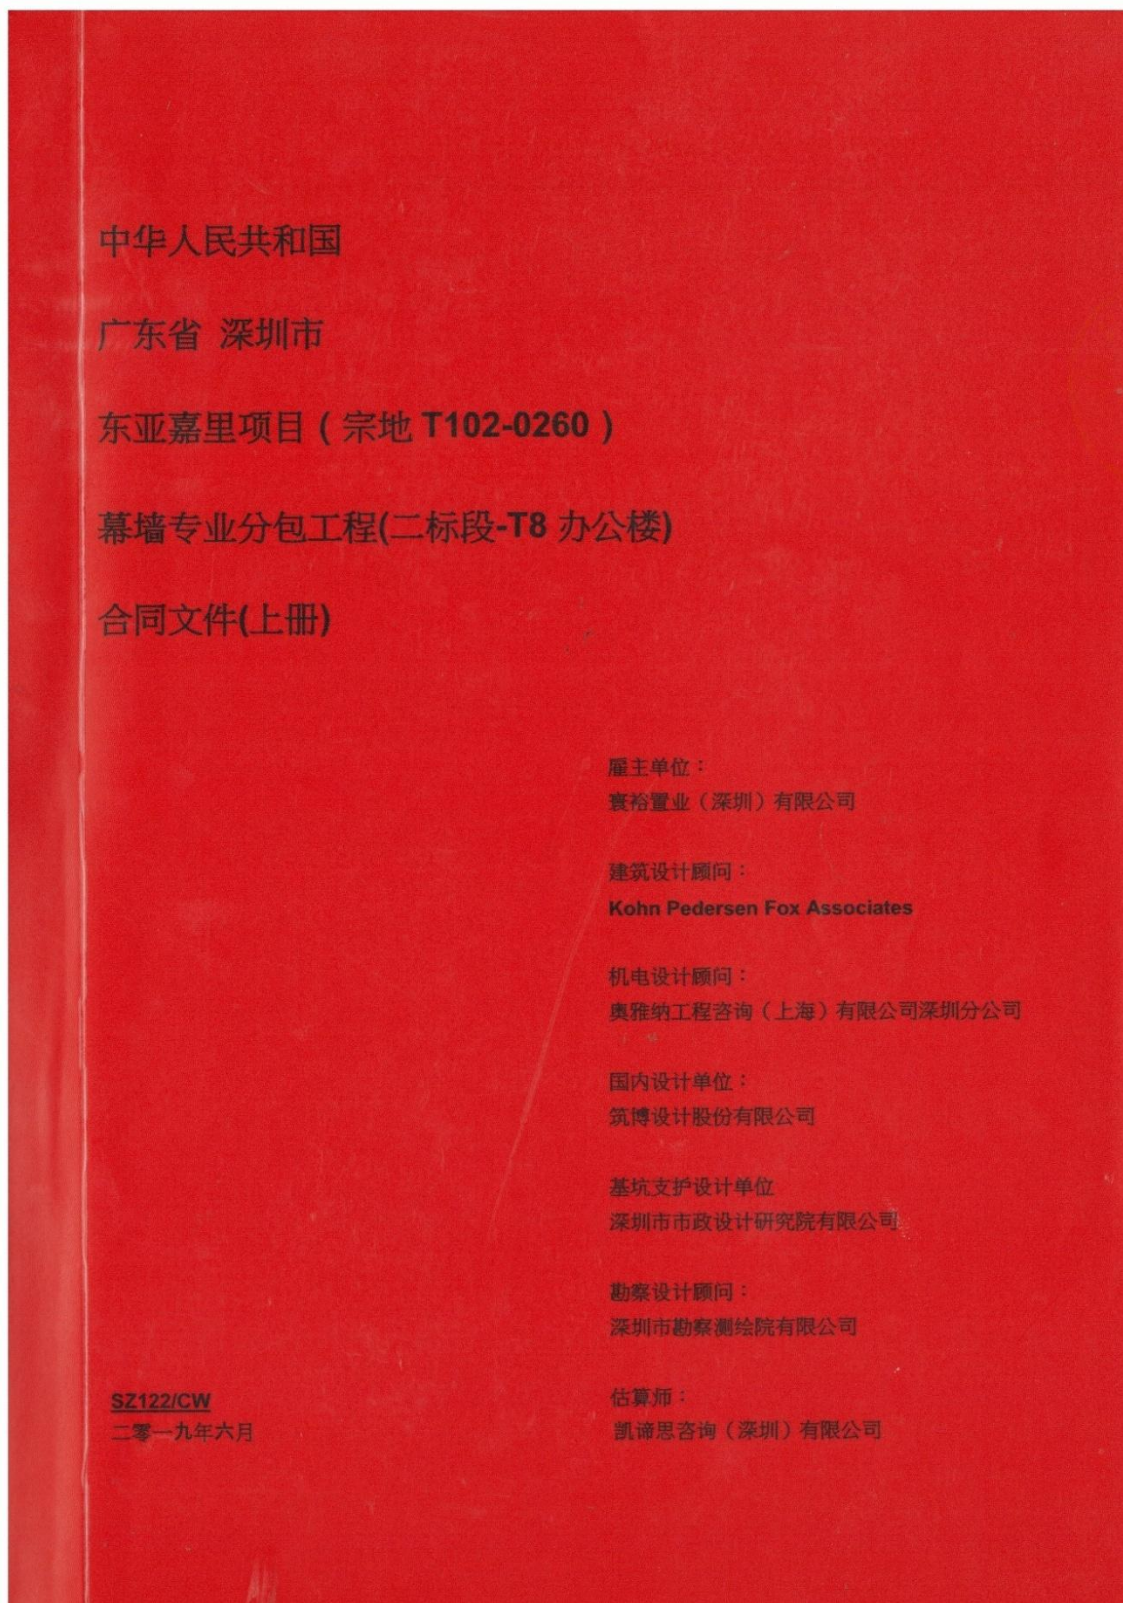 中华人民共和国
广东省 深圳市
东亚嘉里项目（宗地 T102-0260）
幕墙专业分包工程(二标段-T8 办公楼)
合同文件(上册)
雇主单位：
寰裕置业（深圳）有限公司
建筑设计顾问：
Kohn Pedersen Fox Associates
机电设计顾问：
奥雅纳工程咨询（上海）有限公司深圳分公司
国内设计单位：
筑博设计股份有限公司
基坑支护设计单位
深圳市市政设计研究院有限公司
勘察设计顾问：
深圳市勘察测绘院有限公司
估算师：
凯谛思咨询（深圳）有限公司
SZ122/CW
二零一九年六月